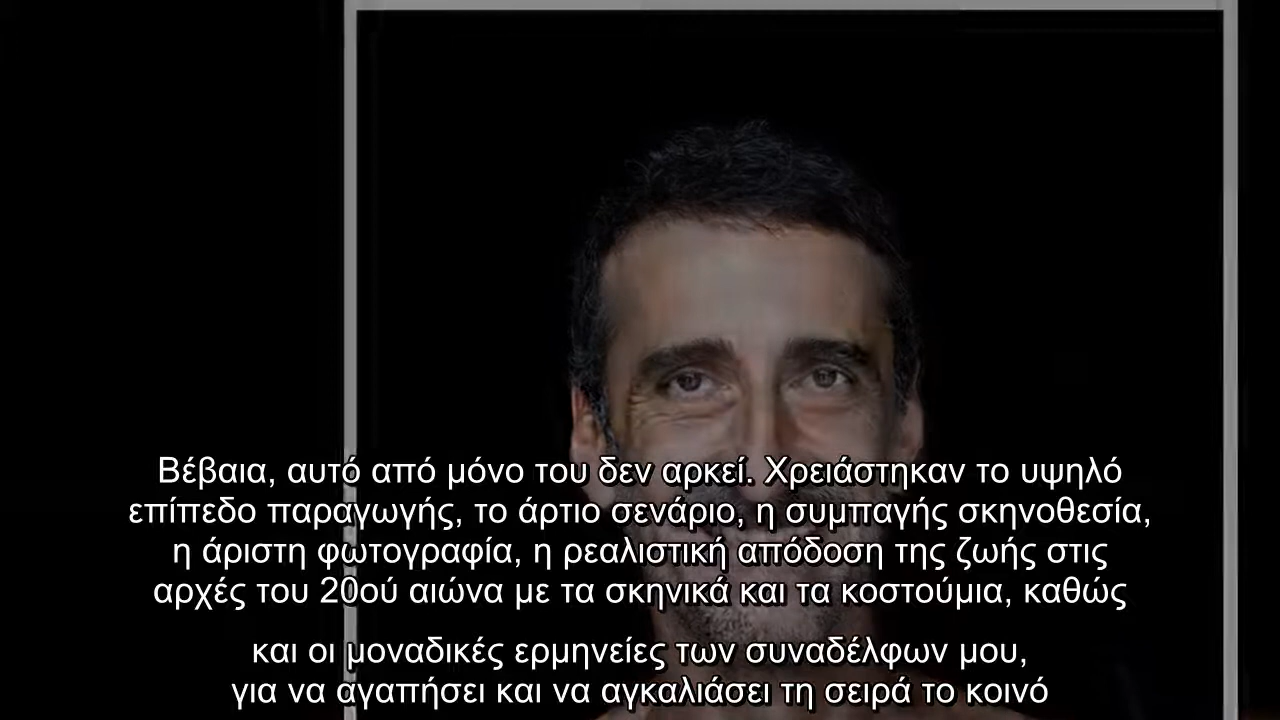 Βέβαια, αυτό από μόνο του δεν αρκεί. Χρειάστηκαν το υψηλό
επίπεδο παραγωγής, το άρτιο σενάριο, η συμπαγής σκηνοθεσία,
η άριστη φωτογραφία, η ρεαλιστική απόδοση της ζωής στις
αρχές του 20ού αιώνα με τα σκηνικά και τα κοστούμια, καθώς
και οι μοναδικές ερμηνείες των συναδέλφων μου,
για να αγαπήσει και να αγκαλιάσει τη σειρά το κοινό